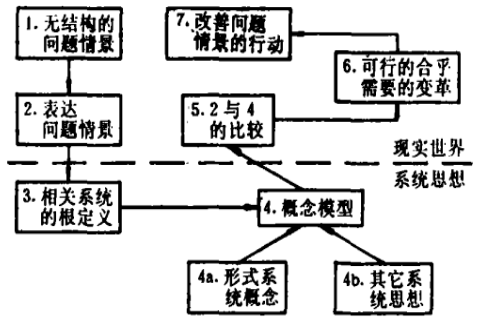 1. 无结构的
问题情景
7. 改善问题
情景的行动
6. 可行的合乎
需要的变革
2. 表达
问题情景
5. 2与4
的比较
现实世界
系统思想
3. 相关系统
的根定义
4. 概念模型
4a. 形式系
统概念
4b. 其它系
统思想